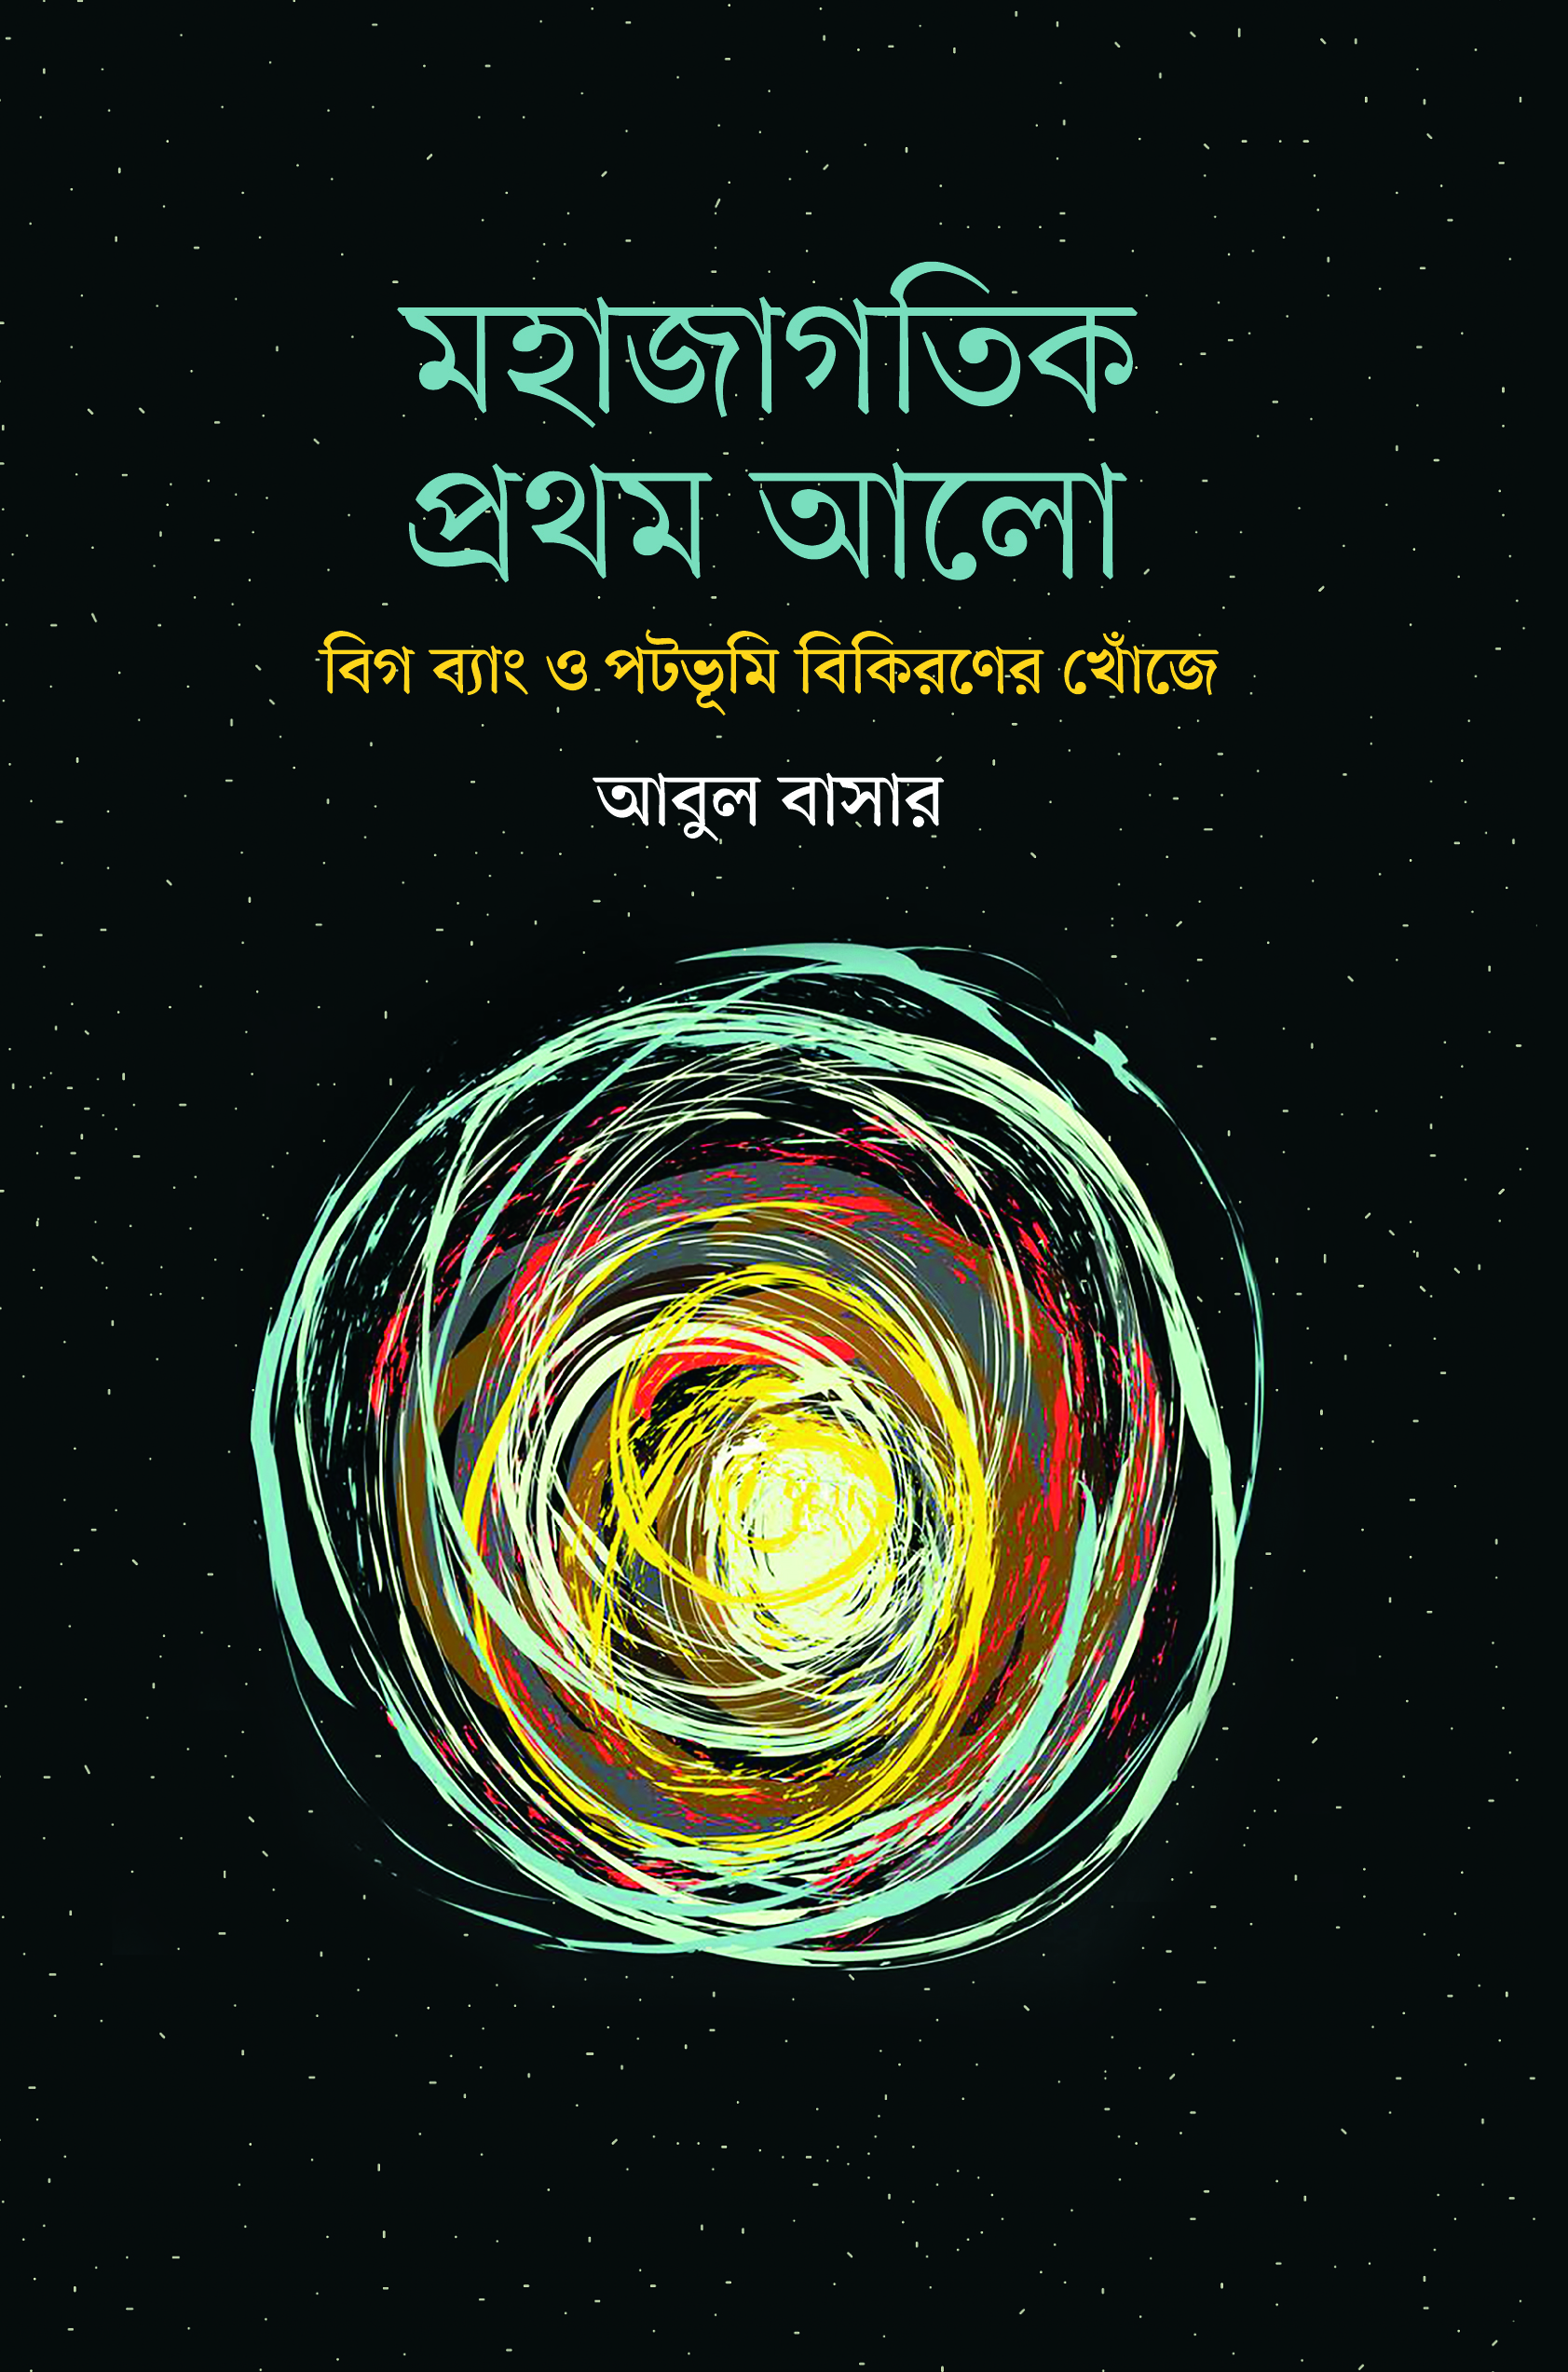 মহাজাগতিক
প্রথম আলো
বিগ ব্যাং ও পটভূমি বিকিরণের খোঁজে
আবুল বাসার